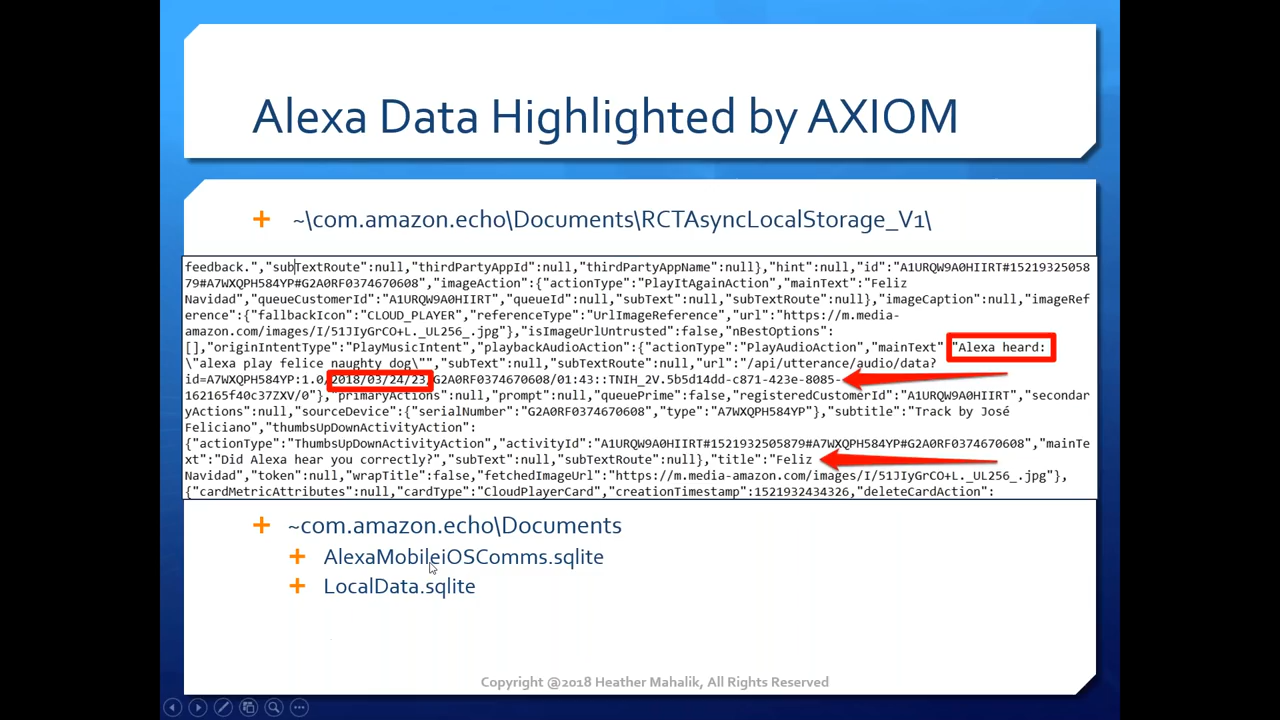 Alexa Data Highlighted by AXIOM
~\com.amazon.echo\Documents\RCTAsyncLocalStorage_V1\
feedback.","subTextRoute":null,"thirdPartyAppId":null,"thirdPartyAppName":null},"hint":null,"id":"A1URQW9A0HIIRT#15219325058
79#A7WXQPH584YP#G2A0RF0374670608","imageAction":{"actionType":"PlayItAgainAction","mainText":"Feliz
Navidad","queueCustomerId":"A1URQW9A0HIIRT","queueId":null,"subText":null,"subTextRoute":null},"imageCaption":null,"imageRef
erence":{"fallbackIcon":"CLOUD_PLAYER","referenceType":"UrlImageReference","url":"https://m.media-
amazon.com/images/I/51JIyGrCO+L._UL256_.jpg"},"isImageUrlUntrusted":false,"nBestOptions":
[],"originIntentType":"PlayMusicIntent","playbackAudioAction":{"actionType":"PlayAudioAction","mainText":"Alexa heard:
\"alexa play felice naughty dog\"","subText":null,"subTextRoute":null,"url":"/api/utterance/audio/data?
id=A7WXQPH584YP:1.0/2018/03/24/23/G2A0RF0374670608/01:43::TNIH_2V.5b5d14dd-c871-423e-8085-
162165f40c37ZXV/0"},"primaryActions":null,"prompt":null,"queuePrime":false,"registeredCustomerId":"A1URQW9A0HIIRT","secondar
yActions":null,"sourceDevice":{"serialNumber":"G2A0RF0374670608","type":"A7WXQPH584YP"},"subtitle":"Track by José
Feliciano","thumbsUpDownActivityAction":
{"actionType":"ThumbsUpDownActivityAction","activityId":"A1URQW9A0HIIRT#1521932505879#A7WXQPH584YP#G2A0RF0374670608","mainTe
xt":"Did Alexa hear you correctly?","subText":null,"subTextRoute":null},"title":"Feliz
Navidad","token":null,"wrapTitle":false,"fetchedImageUrl":"https://m.media-amazon.com/images/I/51JIyGrCO+L._UL256_.jpg"},
{"cardMetricAttributes":null,"cardType":"CloudPlayerCard","creationTimestamp":1521932434326,"deleteCardAction":
~com.amazon.echo\Documents
AlexaMobileiOSComms.sqlite
LocalData.sqlite
Copyright @2018 Heather Mahalik, All Rights Reserved